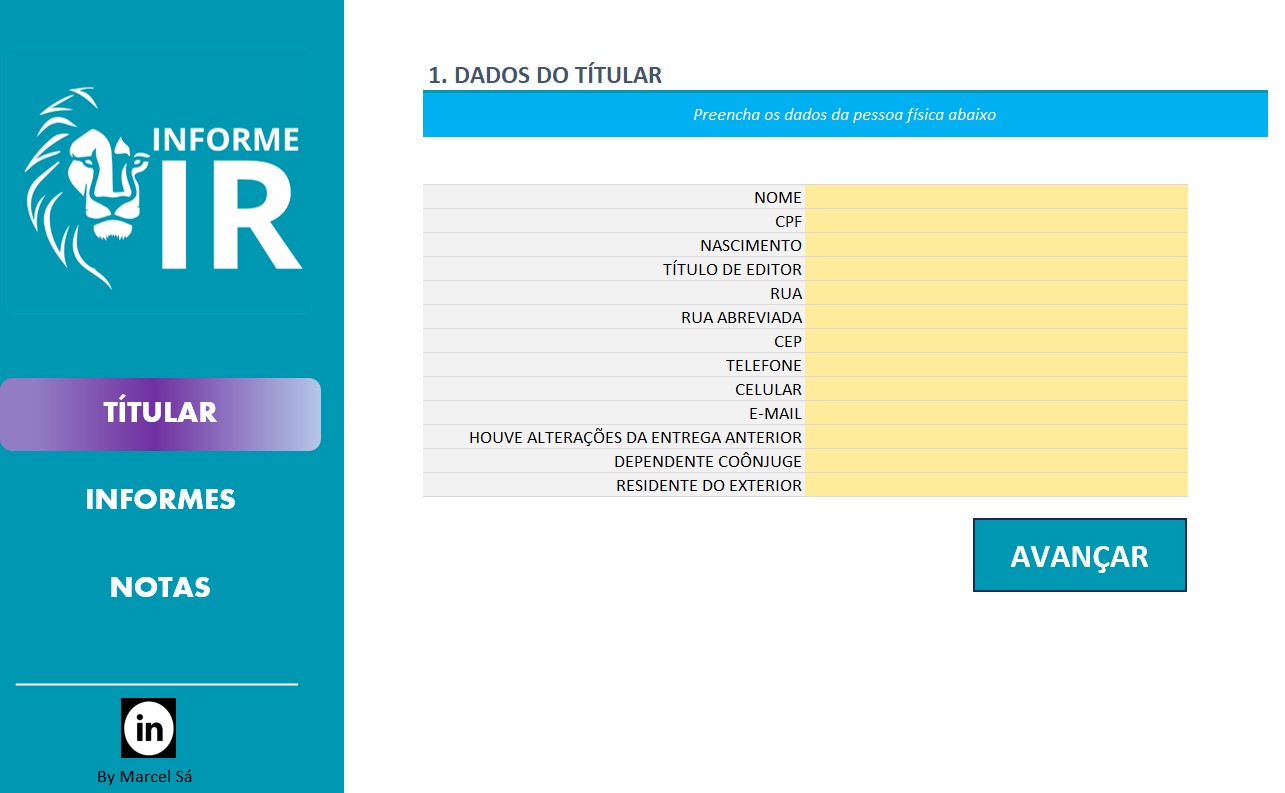 INFORME
IR
TÍTULAR
INFORMES
NOTAS
in
By Marcel Sá
1. DADOS DO TÍTULAR
Preencha os dados da pessoa física abaixo
NOME
CPF
NASCIMENTO
TÍTULO DE EDITOR
RUA
RUA ABREVIADA
CEP
TELEFONE
CELULAR
E-MAIL
HOUVE ALTERAÇÕES DA ENTREGA ANTERIOR
DEPENDENTE COÔNJUGE
RESIDENTE DO EXTERIOR
AVANÇAR